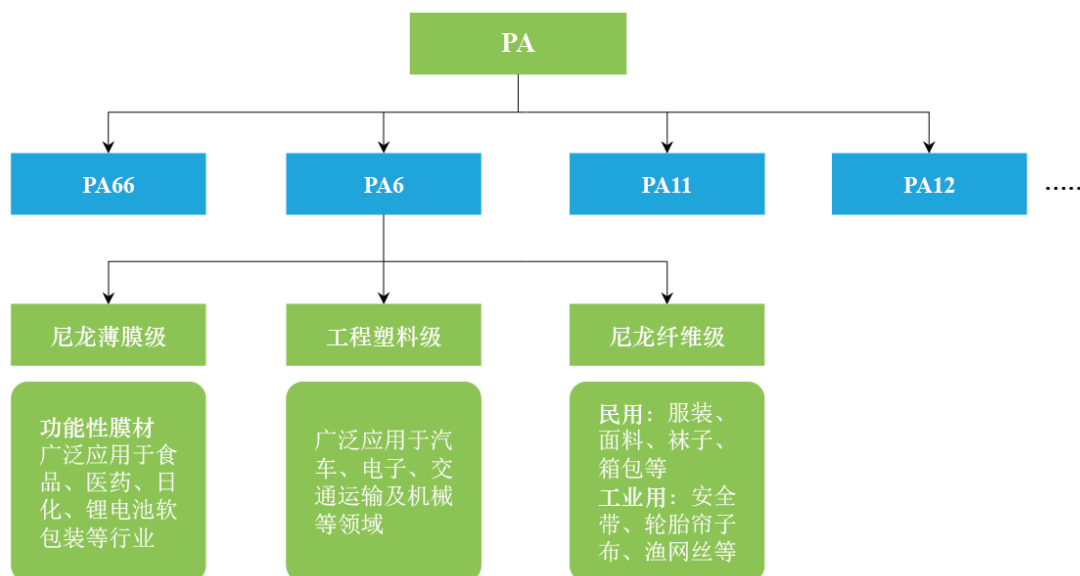 PA
PA66
PA6
PA11
PA12
.....
尼龙薄膜级
工程塑料级
尼龙纤维级
功能性膜材
广泛应用于食
品、医药、日
化、锂电池软
包装等行业
广泛应用于汽
车、电子、交
通运输及机械
等领域
民用：服装、
面料、袜子、
箱包等
工业用：安全
带、轮胎帘子
布、渔网丝等